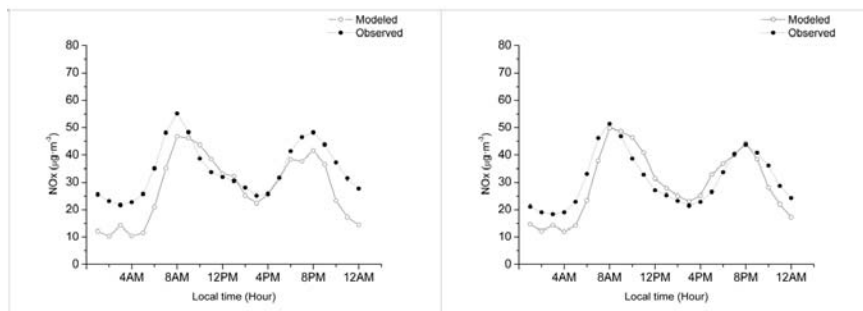 Modeled
Observed
80
70
60
50
40
30
20
10
0
NOx (μg·m⁻³)
4AM 8AM 12PM 4PM 8PM 12AM
Local time (Hour)
Modeled
Observed
80
70
60
50
40
30
20
10
0
NOx (μg·m⁻³)
4AM 8AM 12PM 4PM 8PM 12AM
Local time (Hour)